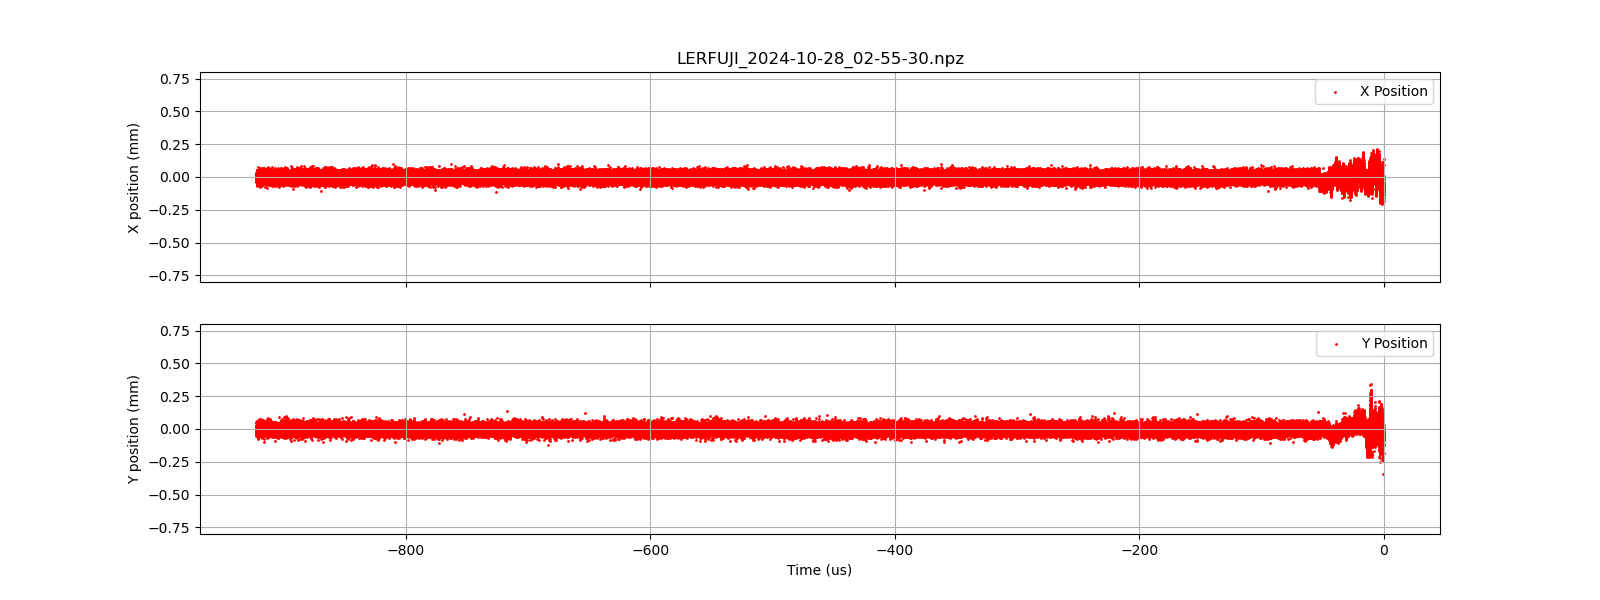 LERFUJI_2024-10-28_02-55-30.npz
X position (mm)
0.75
0.50
0.25
0.00
−0.25
−0.50
−0.75
X Position
Y position (mm)
0.75
0.50
0.25
0.00
−0.25
−0.50
−0.75
Y Position
−800 −600 −400 −200 0
Time (us)